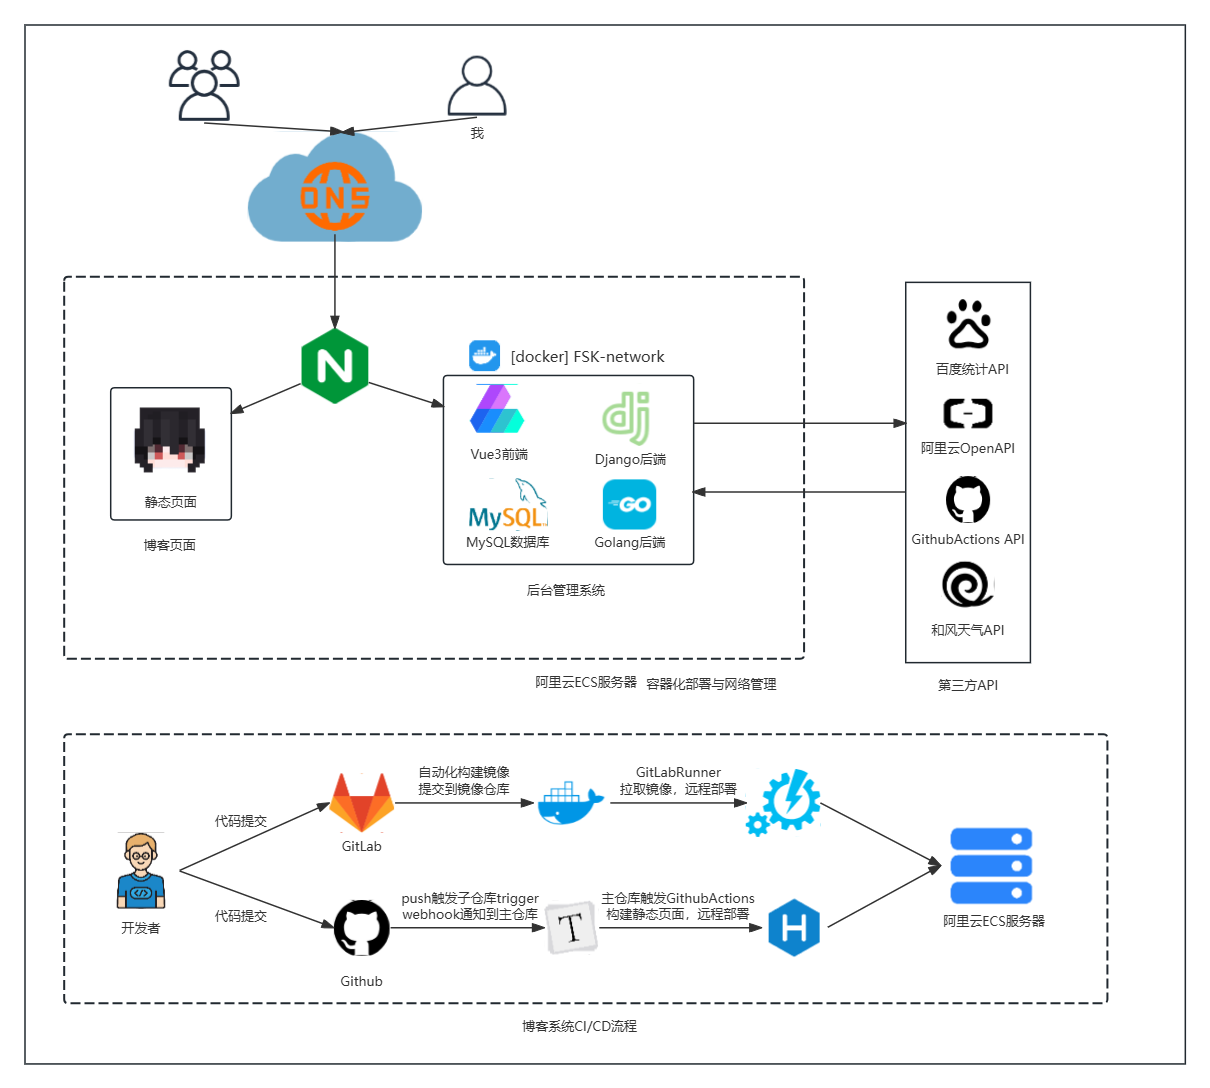 我
DNS
N
[docker] FSK-network
Vue3前端
Django后端
dj
MySQL
MySQL数据库
GO
Golang后端
后台管理系统
静态页面
博客页面
阿里云ECS服务器
容器化部署与网络管理
百度统计API
阿里云OpenAPI
GithubActions API
和风天气API
第三方API
开发者
代码提交
代码提交
GitLab
自动化构建镜像
提交到镜像仓库
GitLabRunner
拉取镜像，远程部署
Github
push触发子仓库trigger
webhook通知到主仓库
T
主仓库触发GithubActions
构建静态页面，远程部署
H
阿里云ECS服务器
博客系统CI/CD流程